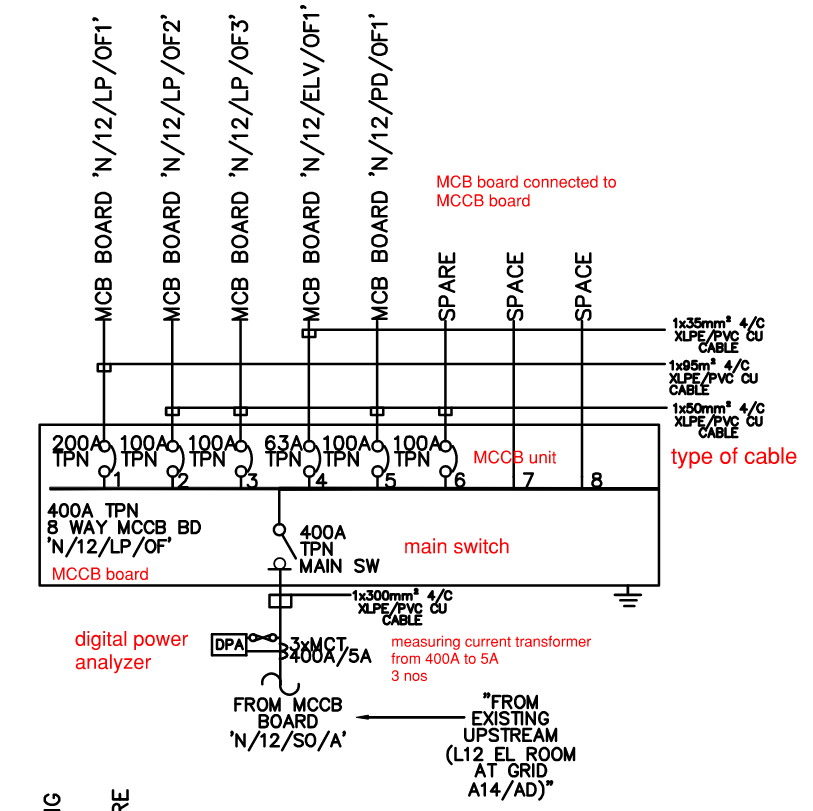 MCB BOARD 'N/12/LP/OF1'
MCB BOARD 'N/12/LP/OF2'
MCB BOARD 'N/12/LP/OF3'
MCB BOARD 'N/12/ELV/OF1'
MCB BOARD 'N/12/PD/OF1'
SPARE
SPACE
SPACE
MCB board connected to
MCCB board
1x35mm² 4/C
XLPE/PVC CU
CABLE
1x95m² 4/C
XLPE/PVC CU
CABLE
1x50mm² 4/C
XLPE/PVC CU
CABLE
type of cable
200A
TPN
1
100A
TPN
2
100A
TPN
3
63A
TPN
4
100A
TPN
5
100A
TPN
6
MCCB unit
7
8
400A TPN
8 WAY MCCB BD
'N/12/LP/OF'
MCCB board
400A
TPN
MAIN SW
main switch
1x300mm² 4/C
XLPE/PVC CU
CABLE
digital power
analyzer
DPA
3xMCT
400A/5A
measuring current transformer
from 400A to 5A
3 nos
FROM MCCB
BOARD
'N/12/SO/A'
"FROM
EXISTING
UPSTREAM
(L12 EL ROOM
AT GRID
A14/AD)"
NG
RE